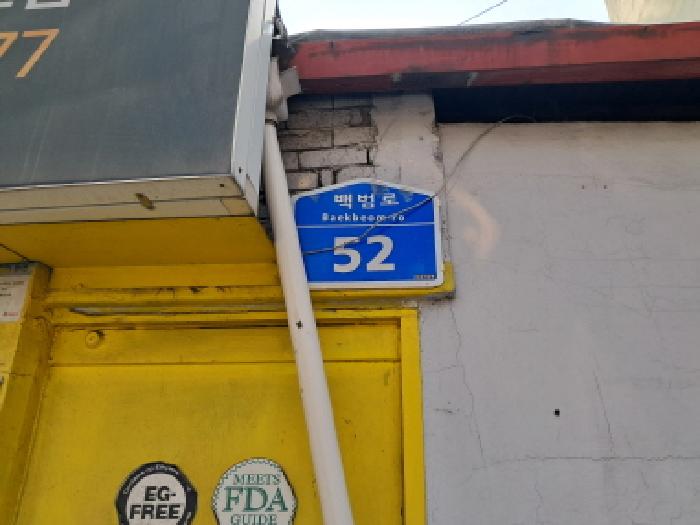 77
백범로
Baekbeom-ro
52
EG-
FREE
MEETS
FDA
GUIDE